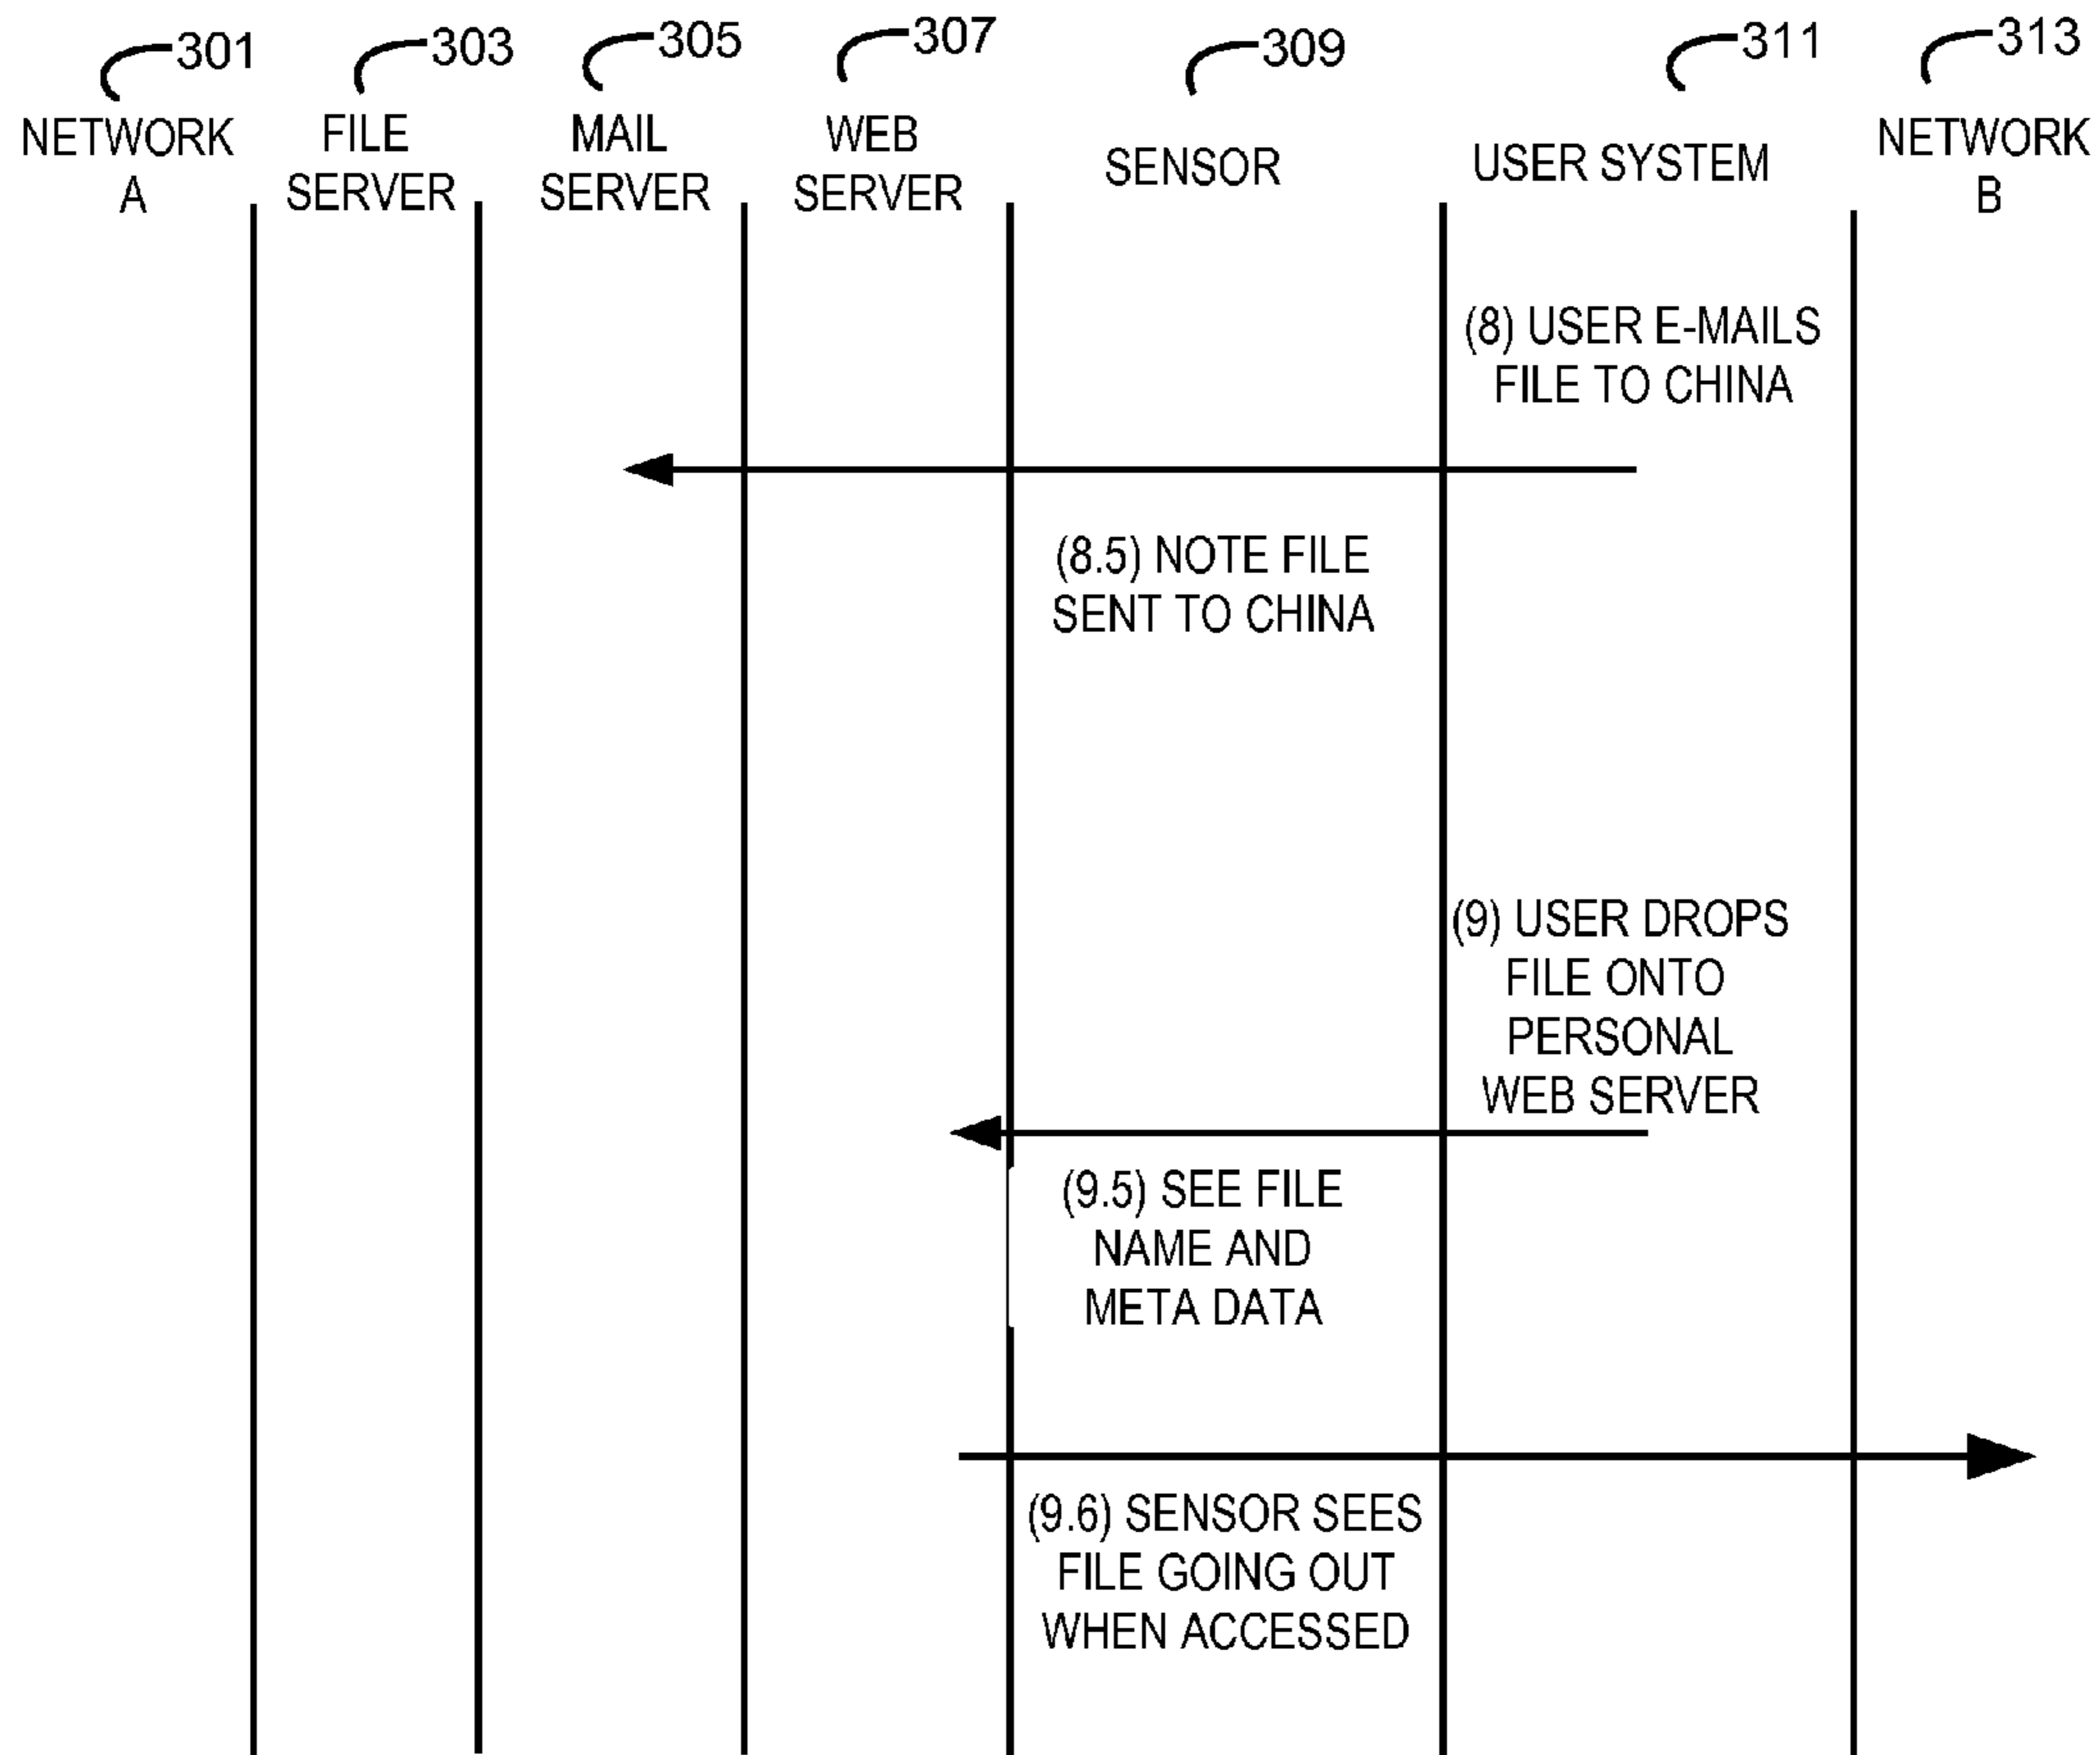 301
303
305
307
309
311
313
NETWORK
A
FILE
SERVER
MAIL
SERVER
WEB
SERVER
SENSOR
USER SYSTEM
NETWORK
B
(8) USER E-MAILS
FILE TO CHINA
(8.5) NOTE FILE
SENT TO CHINA
(9) USER DROPS
FILE ONTO
PERSONAL
WEB SERVER
(9.5) SEE FILE
NAME AND
META DATA
(9.6) SENSOR SEES
FILE GOING OUT
WHEN ACCESSED